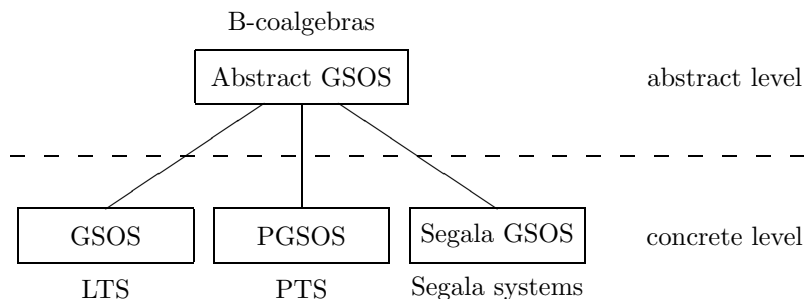 B-coalgebras
Abstract GSOS abstract level
GSOS PGSOS Segala GSOS concrete level
LTS PTS Segala systems